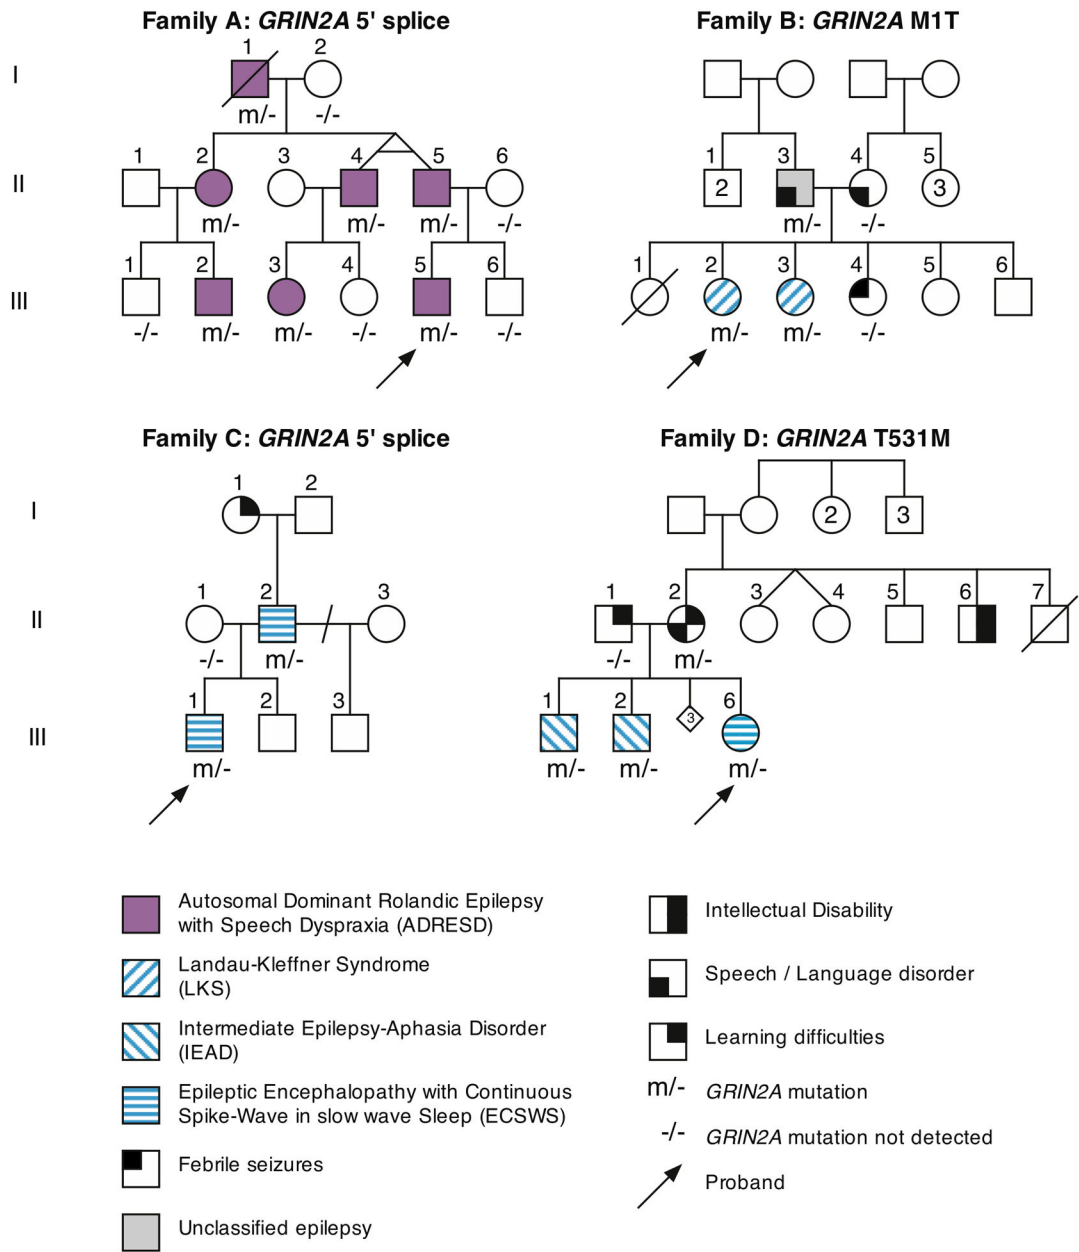 Family A: GRIN2A 5' splice
Family B: GRIN2A M1T
I
1 2
m/- -/-
II
1 2 3 4 5 6
m/- m/- m/- -/-
1 3 4 5
2 3
m/- -/-
III
1 2 3 4 5 6
-/- m/- m/- -/- m/- -/-
1 2 3 4 5 6
m/- m/- -/-
Family C: GRIN2A 5' splice
Family D: GRIN2A T531M
I
1 2
2 3
II
1 2 3
-/- m/-
1 2 3 4 5 6 7
-/- m/-
III
1 2 3
m/-
1 2 3 6
m/- m/- m/-
Autosomal Dominant Rolandic Epilepsy
with Speech Dyspraxia (ADRESD)
Landau-Kleffner Syndrome
(LKS)
Intermediate Epilepsy-Aphasia Disorder
(IEAD)
Epileptic Encephalopathy with Continuous
Spike-Wave in slow wave Sleep (ECSWS)
Febrile seizures
Unclassified epilepsy
Intellectual Disability
Speech / Language disorder
Learning difficulties
m/- GRIN2A mutation
-/- GRIN2A mutation not detected
Proband